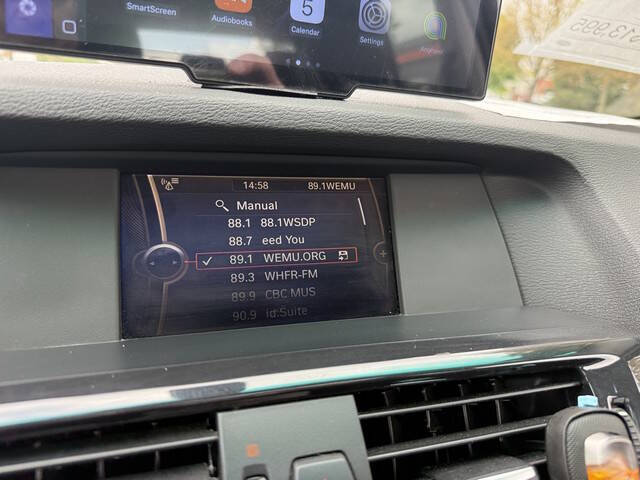 SmartScreen
Audiobooks
5
Calendar
Settings
14:58 89.1WEMU
Manual
88.1 88.1WSDP
88.7 eed You
89.1 WEMU.ORG
89.3 WHFR-FM
89.9 CBC MUS
90.9 id:Suite